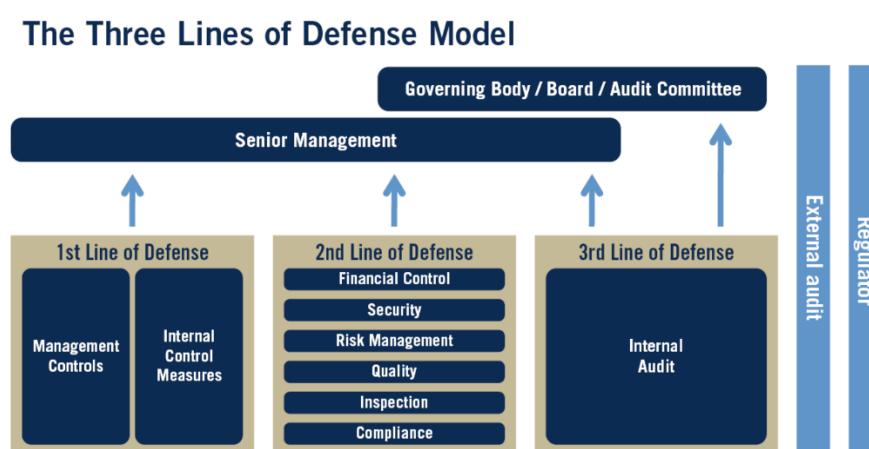 The Three Lines of Defense Model
Governing Body / Board / Audit Committee
Senior Management
1st Line of Defense
Management
Controls
Internal
Control
Measures
2nd Line of Defense
Financial Control
Security
Risk Management
Quality
Inspection
Compliance
3rd Line of Defense
Internal
Audit
External audit
Regulator